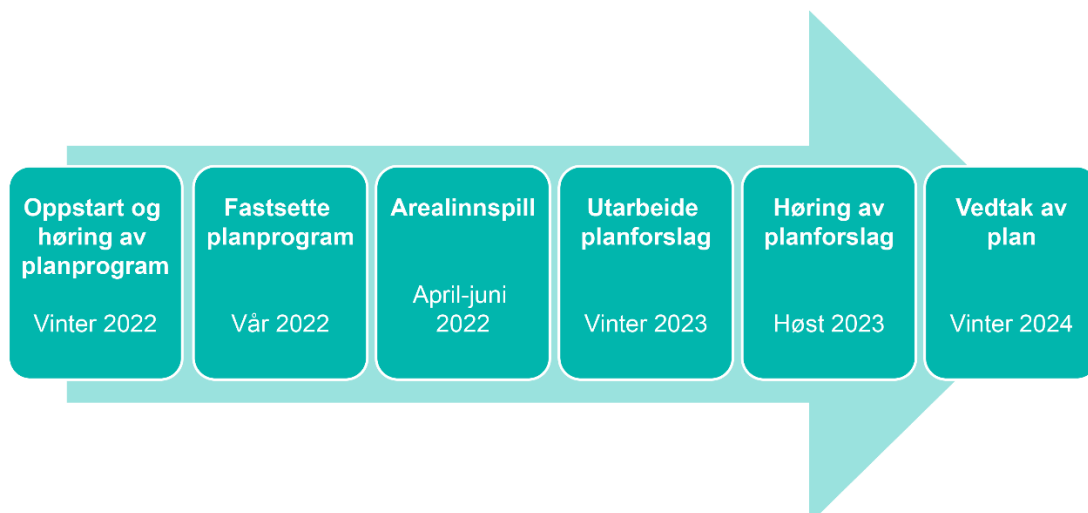 Oppstart og
høring av
planprogram
Vinter 2022
Fastsette
planprogram
Vår 2022
Arealinnspill
April-juni
2022
Utarbeide
planforslag
Vinter 2023
Høring av
planforslag
Høst 2023
Vedtak av
plan
Vinter 2024